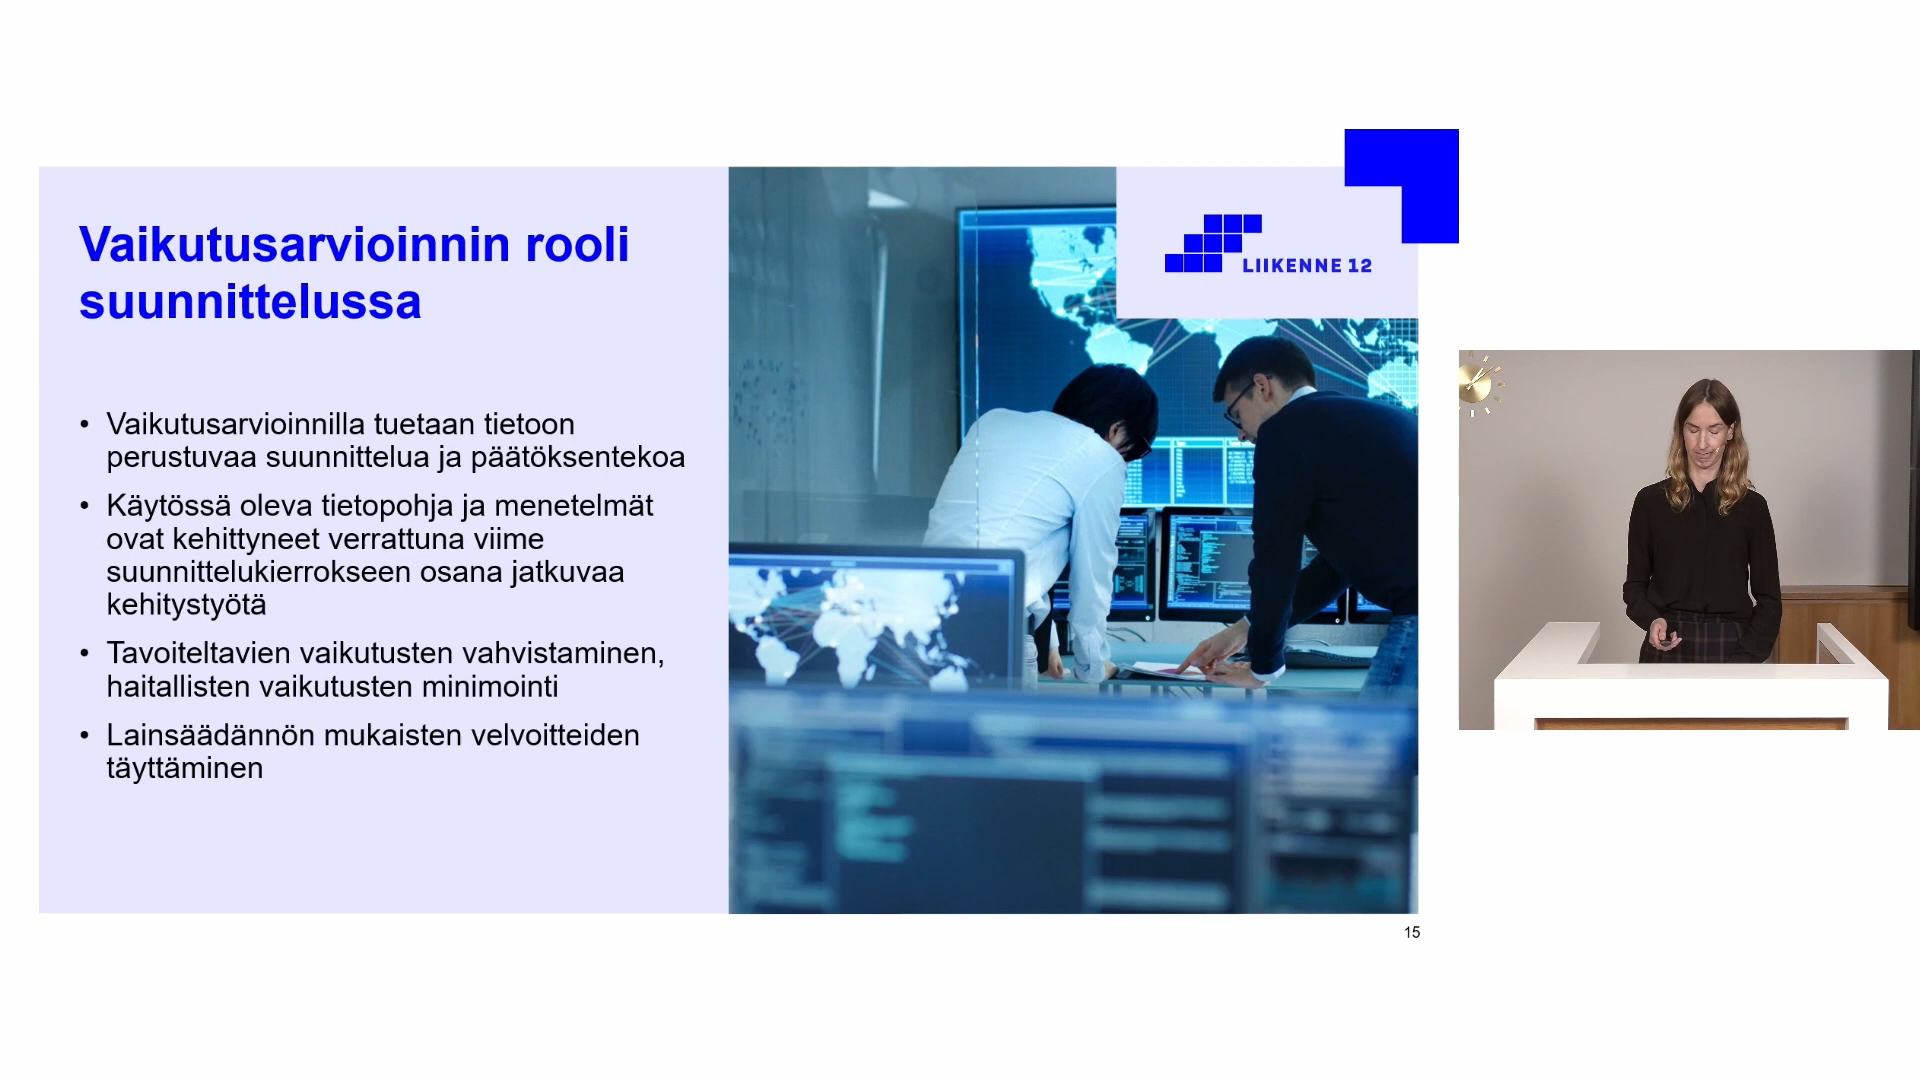 Vaikutusarvioinnin rooli
suunnittelussa
• Vaikutusarvioinnilla tuetaan tietoon
perustuvaa suunnittelua ja päätöksentekoa
• Käytössä oleva tietopohja ja menetelmät
ovat kehittyneet verrattuna viime
suunnittelukierrokseen osana jatkuvaa
kehitystyötä
• Tavoiteltavien vaikutusten vahvistaminen,
haitallisten vaikutusten minimointi
• Lainsäädännön mukaisten velvoitteiden
täyttäminen
LIIKENNE 12
15